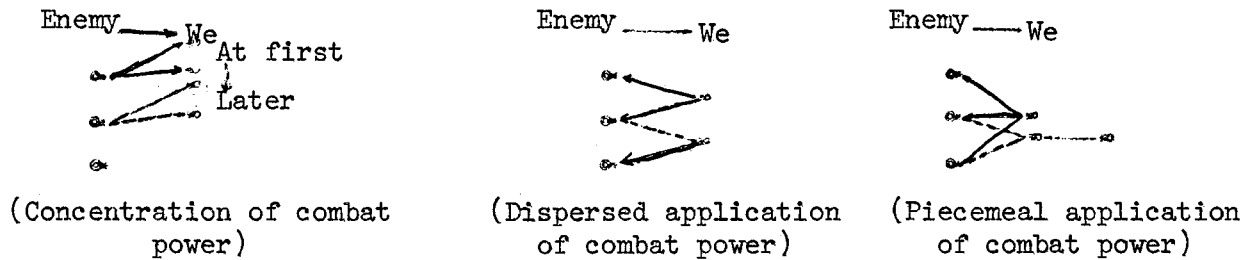 Enemy We
At first
Later
(Concentration of combat
power)
Enemy We
(Dispersed application
of combat power)
Enemy We
(Piecemeal application
of combat power)